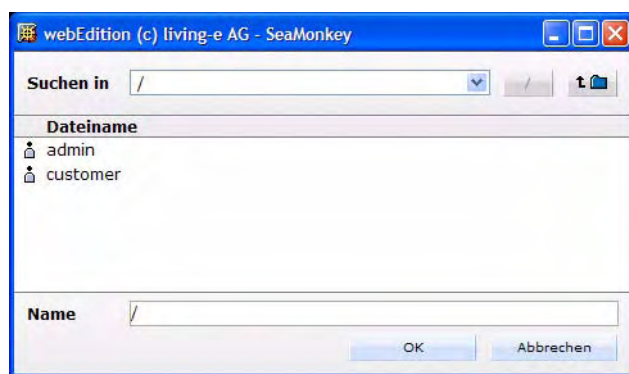 webEdition (c) living-e AG - SeaMonkey
Suchen in / /
Dateiname
admin
customer
Name /
OK Abbrechen